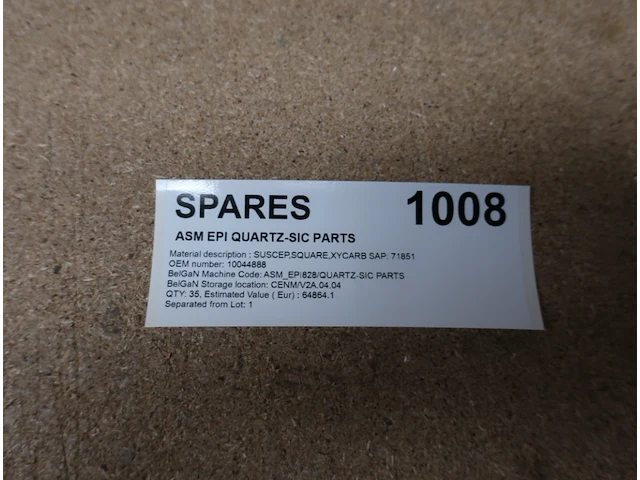 SPARES 1008
ASM EPI QUARTZ-SIC PARTS
Material description : SUSCEP,SQUARE,XYCARB SAP: 71851
OEM number: 10044888
BelGaN Machine Code: ASM_EPI828/QUARTZ-SIC PARTS
BelGaN Storage location: CENM/V2A.04.04
QTY: 35, Estimated Value ( Eur) : 64864.1
Separated from Lot: 1